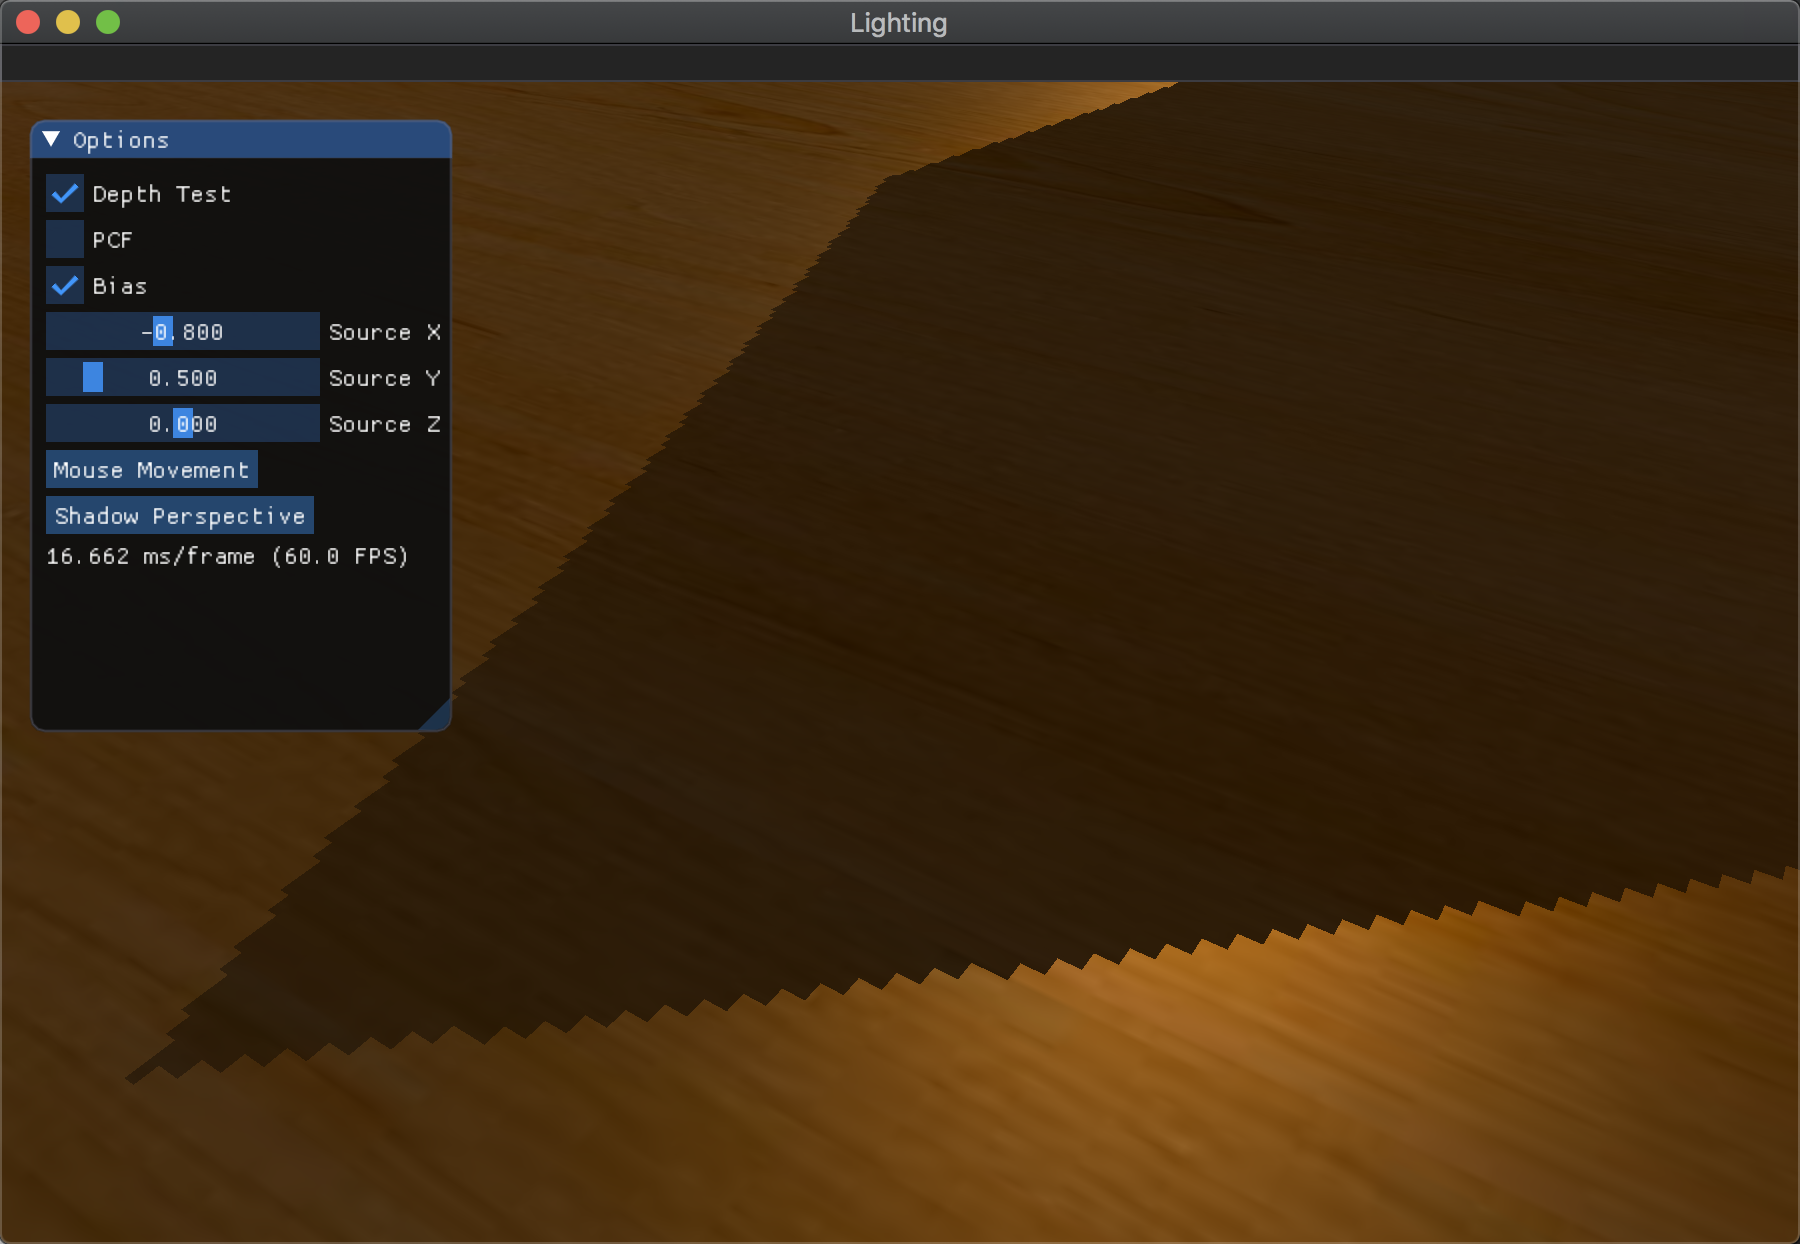 Lighting
Options
Depth Test
PCF
Bias
-0.800 Source X
0.500 Source Y
0.000 Source Z
Mouse Movement
Shadow Perspective
16.662 ms/frame (60.0 FPS)